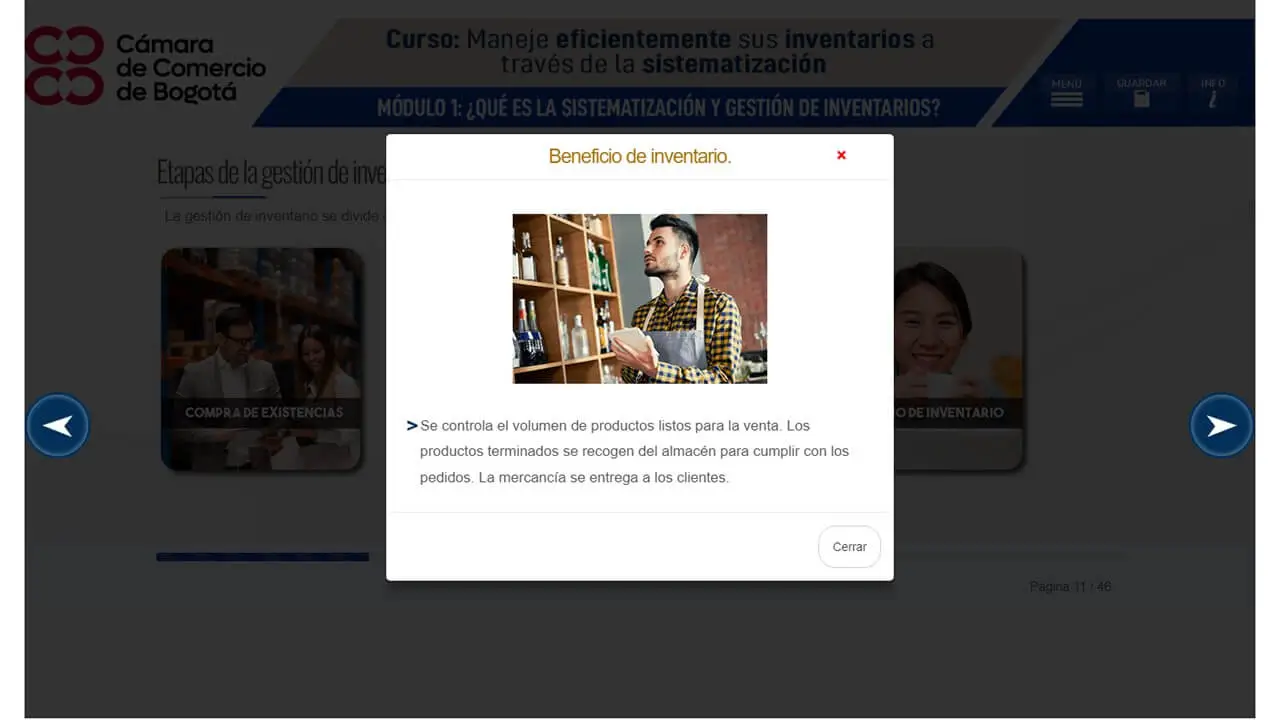 Cámara
de Comercio
de Bogotá
Curso: Maneje eficientemente sus inventarios a
través de la sistematización
MÓDULO 1: ¿QUÉ ES LA SISTEMATIZACIÓN Y GESTIÓN DE INVENTARIOS?
MENÚ
GUARDAR
INFO
Etapas de la gestión de inve
La gestión de inventario se divide
Beneficio de inventario.
×
COMPRA DE EXISTENCIAS
O DE INVENTARIO
> Se controla el volumen de productos listos para la venta. Los
productos terminados se recogen del almacén para cumplir con los
pedidos. La mercancía se entrega a los clientes.
Cerrar
Pagina 11 / 46